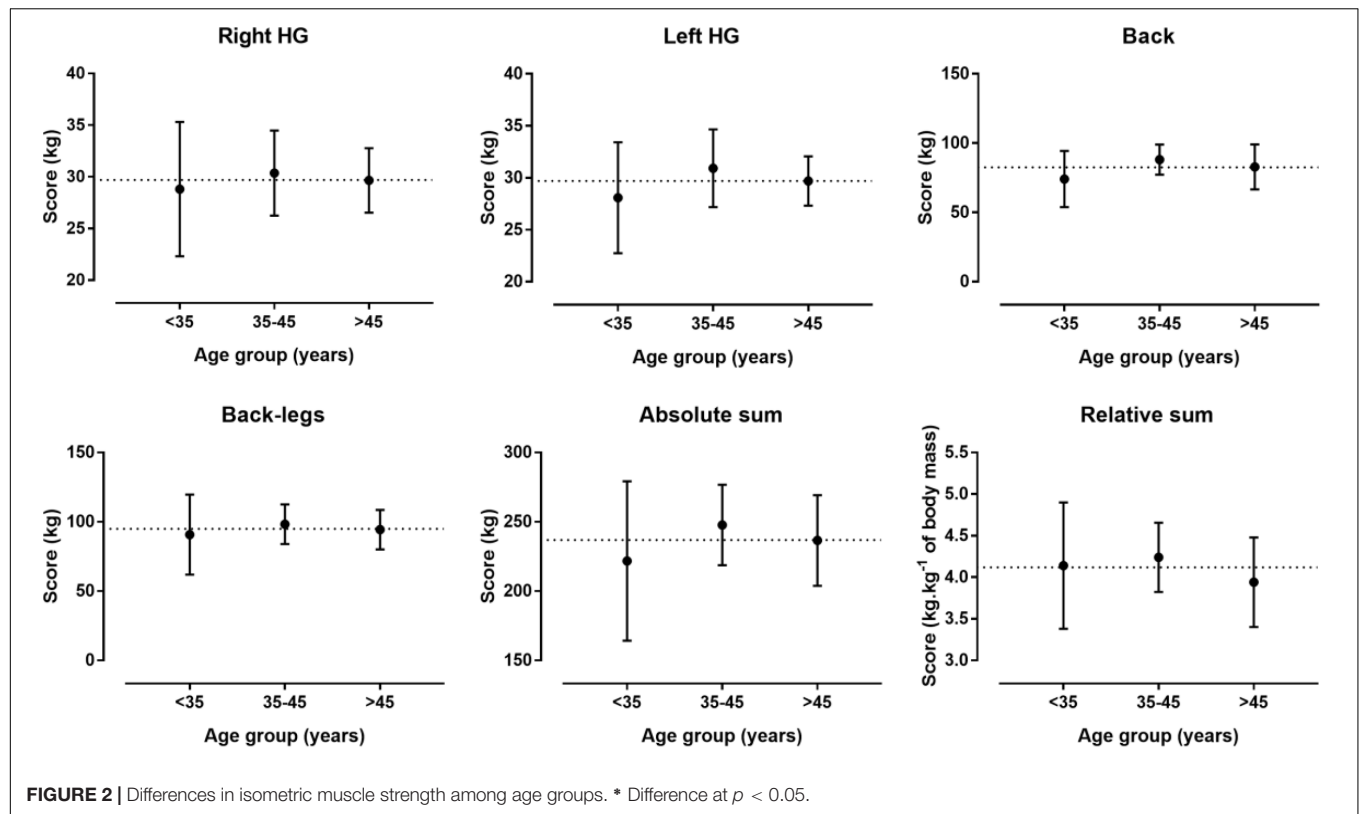 Right HG
40
35
30
25
20
Score (kg)
<35
35-45
>45
Age group (years)
Left HG
40
35
30
25
20
Score (kg)
<35
35-45
>45
Age group (years)
Back
150
100
50
0
Score (kg)
<35
35-45
>45
Age group (years)
Back-legs
150
100
50
0
Score (kg)
<35
35-45
>45
Age group (years)
Absolute sum
300
250
200
150
Score (kg)
<35
35-45
>45
Age group (years)
Relative sum
5.5
5.0
4.5
4.0
3.5
3.0
Score (kg.kg⁻¹ of body mass)
<35
35-45
>45
Age group (years)
FIGURE 2 | Differences in isometric muscle strength among age groups. * Difference at p < 0.05.